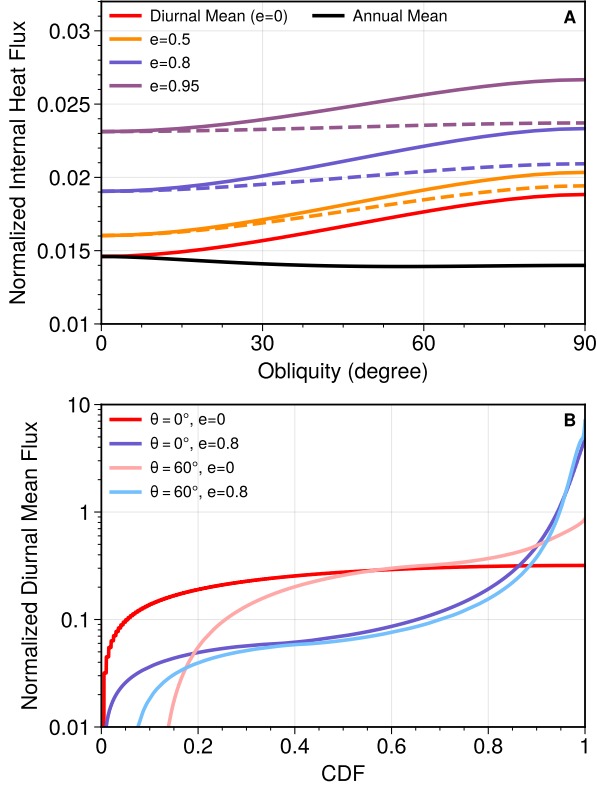 Diurnal Mean (e=0) Annual Mean A
e=0.5
e=0.8
e=0.95
Normalized Internal Heat Flux
0.03
0.025
0.02
0.015
0.01
0 30 60 90
Obliquity (degree)
θ = 0°, e=0 B
θ = 0°, e=0.8
θ = 60°, e=0
θ = 60°, e=0.8
Normalized Diurnal Mean Flux
10
1
0.1
0.01
0 0.2 0.4 0.6 0.8 1
CDF